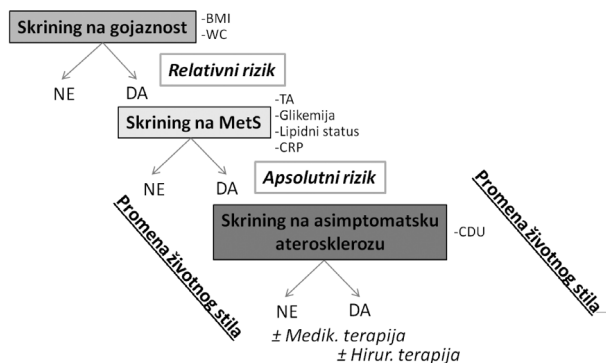 Skrining na gojaznost
-BMI
-WC
NE
DA
Relativni rizik
Skrining na MetS
-TA
-Glikemija
-Lipidni status
-CRP
NE
DA
Apsolutni rizik
Promena životnog stila
Skrining na asimptomatsku
aterosklerozu
-CDU
Promena životnog stila
NE
DA
± Medik. terapija
± Hirur. terapija